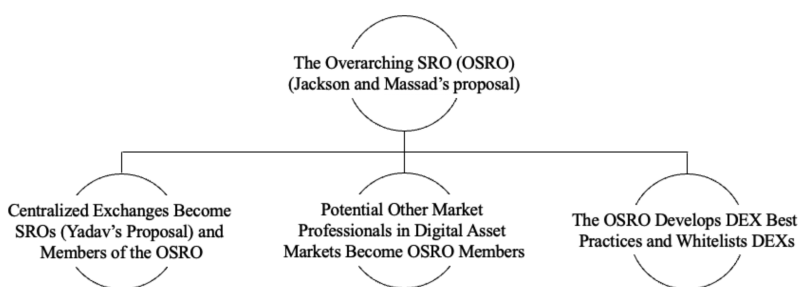 The Overarching SRO (OSRO)
(Jackson and Massad's proposal)
Centralized Exchanges Become
SROs (Yadav's Proposal) and
Members of the OSRO
Potential Other Market
Professionals in Digital Asset
Markets Become OSRO Members
The OSRO Develops DEX Best
Practices and Whitelists DEXs